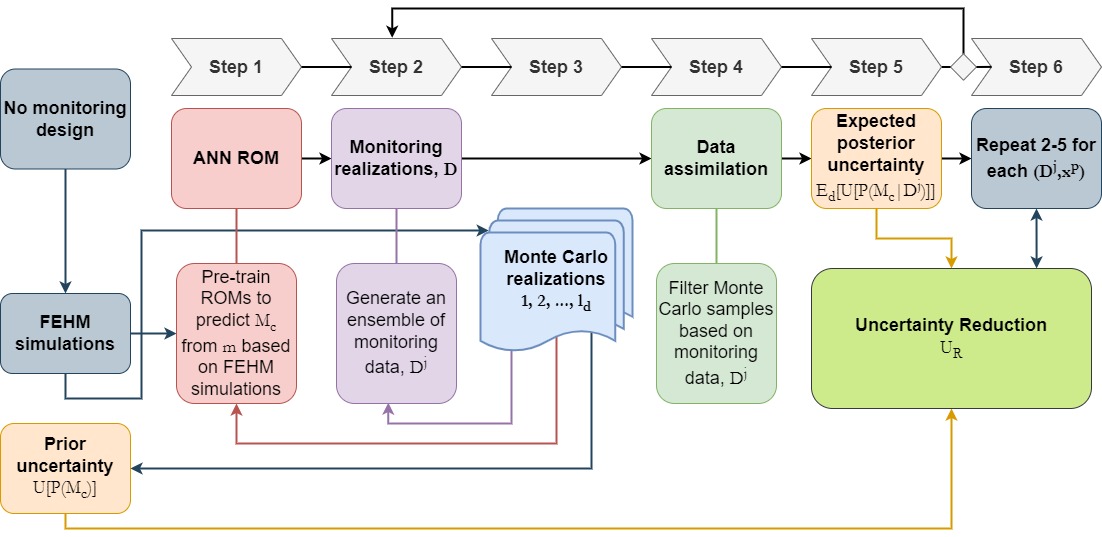 Step 1
Step 2
Step 3
Step 4
Step 5
Step 6
No monitoring
design
ANN ROM
Monitoring
realizations, D
Data
assimilation
Expected
posterior
uncertainty
E_d[U[P(M_c | D^j)]]
Repeat 2-5 for
each (D^j,x^p)
FEHM
simulations
Pre-train
ROMs to
predict M_c
from m based
on FEHM
simulations
Generate an
ensemble of
monitoring
data, D^j
Monte Carlo
realizations
1, 2, ..., l_d
Filter Monte
Carlo samples
based on
monitoring
data, D^j
Uncertainty Reduction
U_R
Prior
uncertainty
U[P(M_c)]